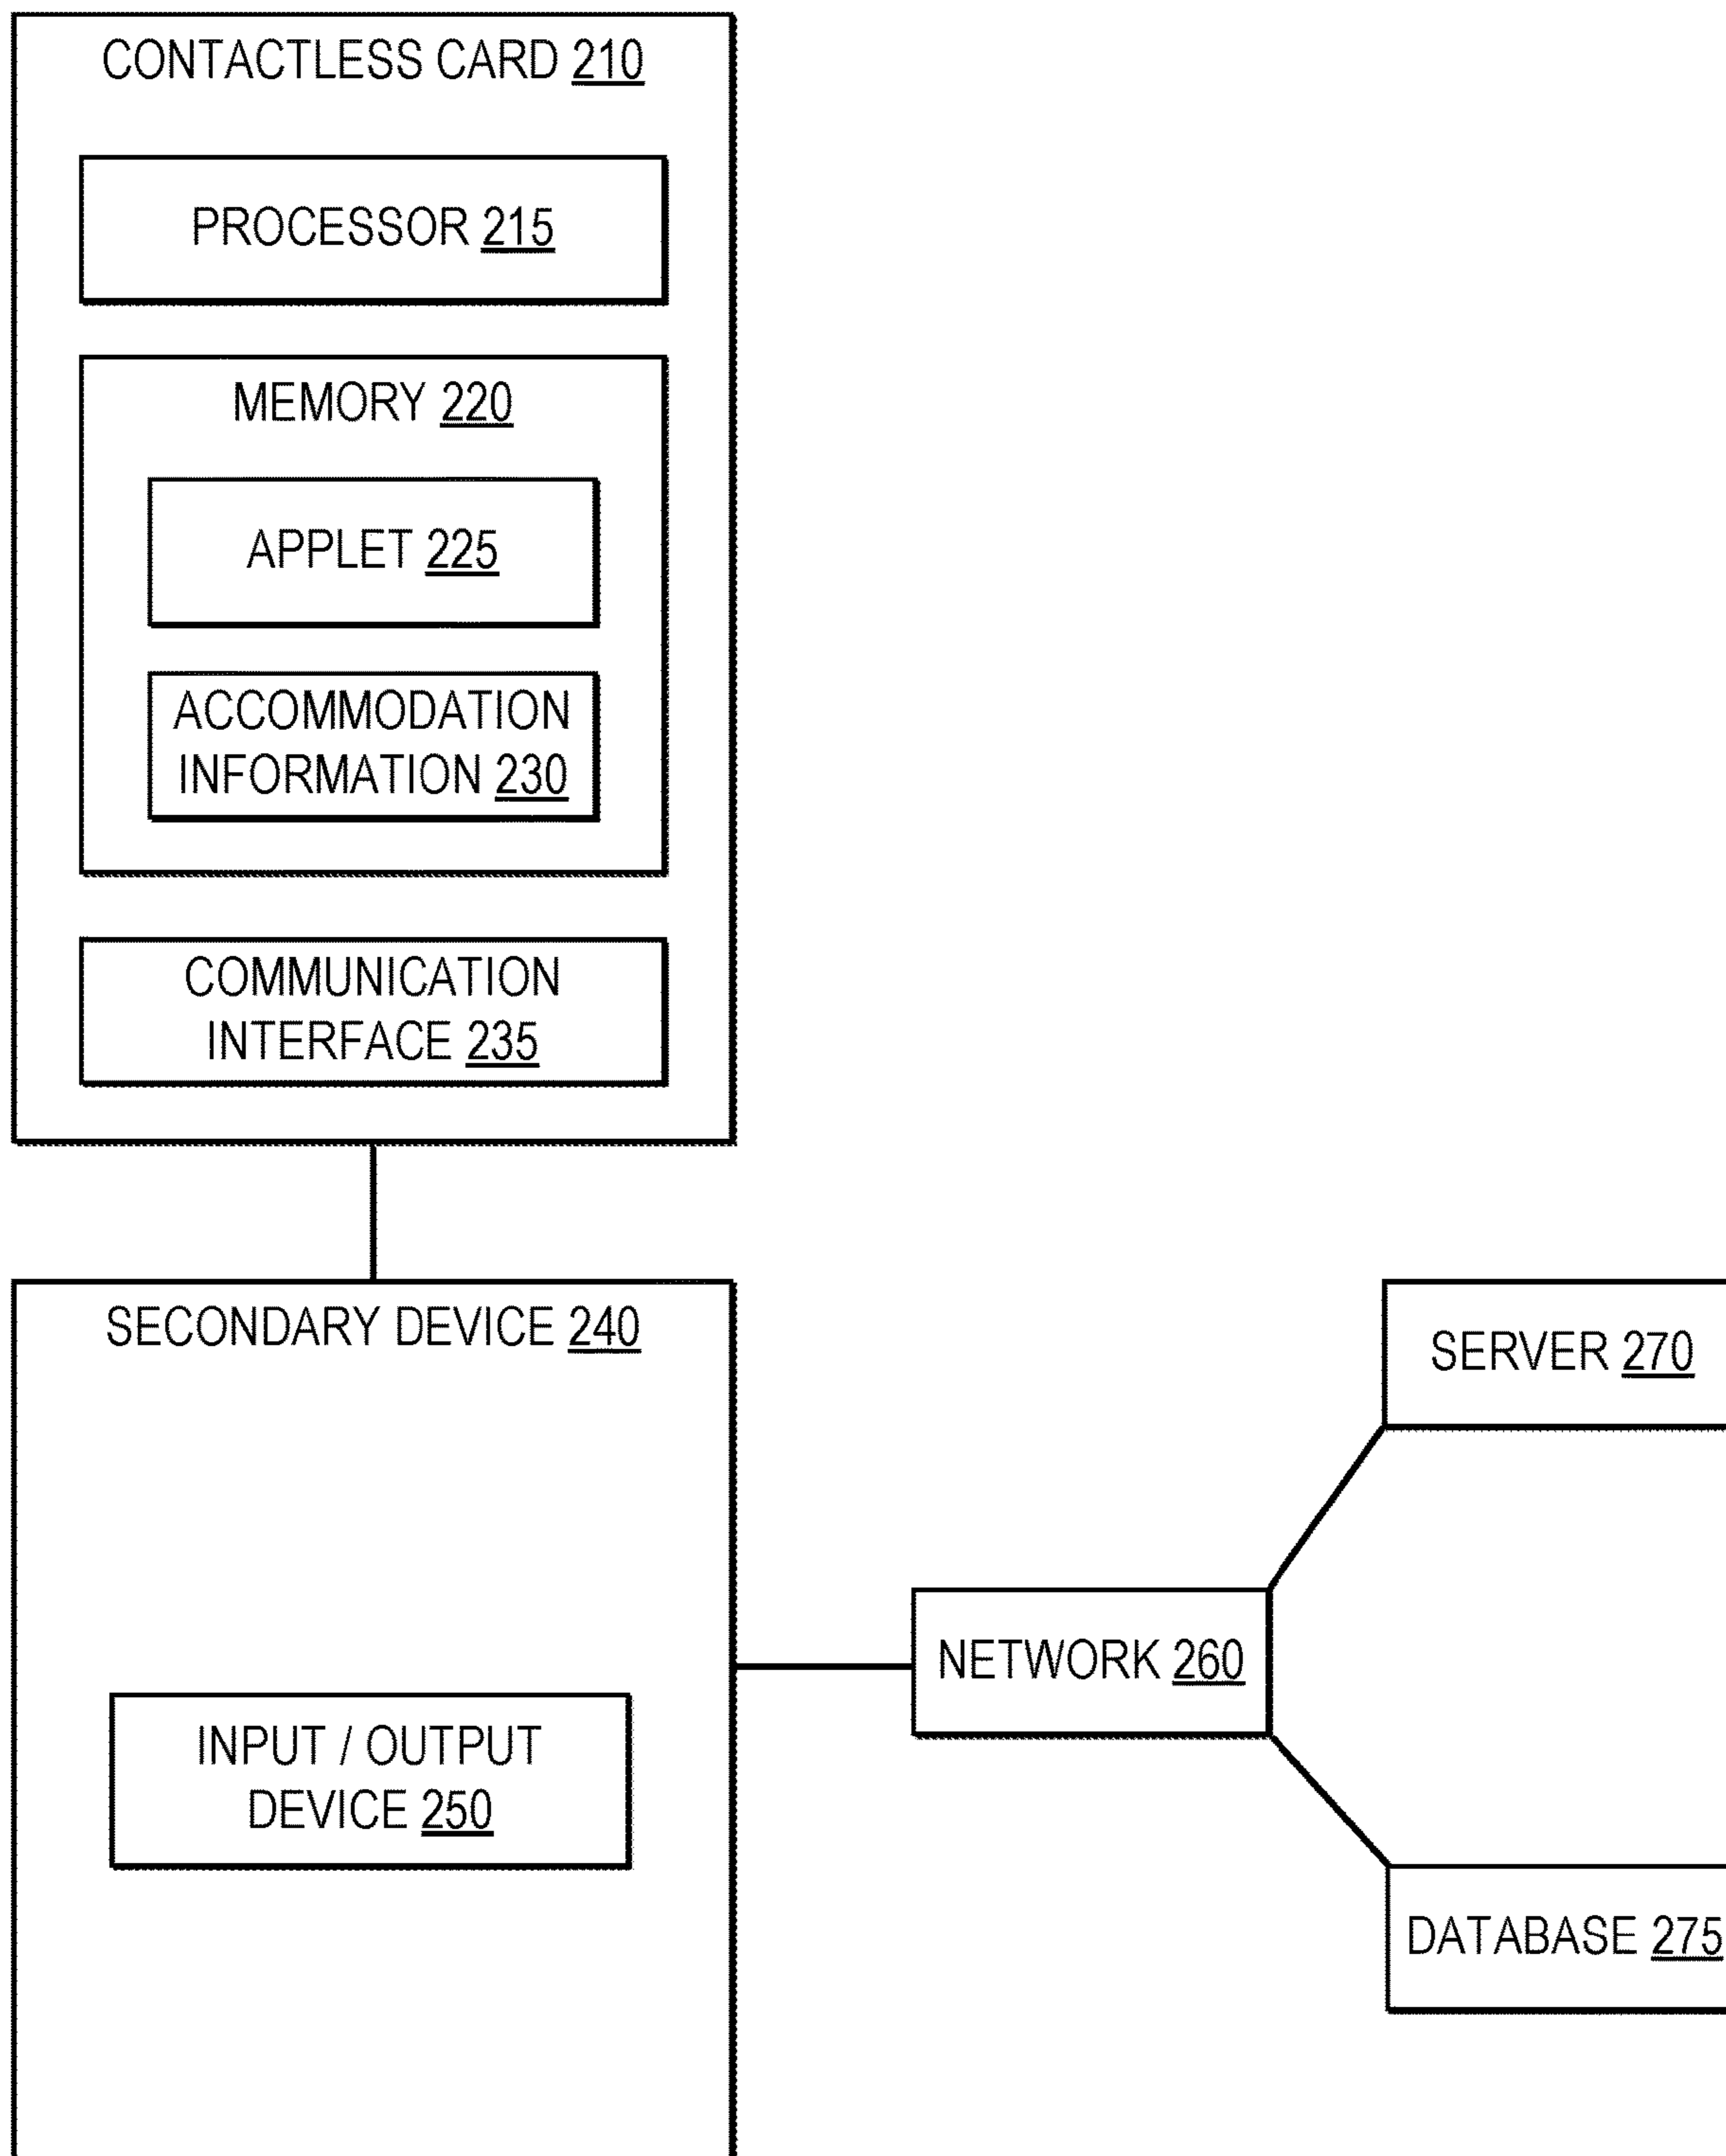 CONTACTLESS CARD 210
PROCESSOR 215
MEMORY 220
APPLET 225
ACCOMMODATION
INFORMATION 230
COMMUNICATION
INTERFACE 235
SECONDARY DEVICE 240
INPUT / OUTPUT
DEVICE 250
NETWORK 260
SERVER 270
DATABASE 275